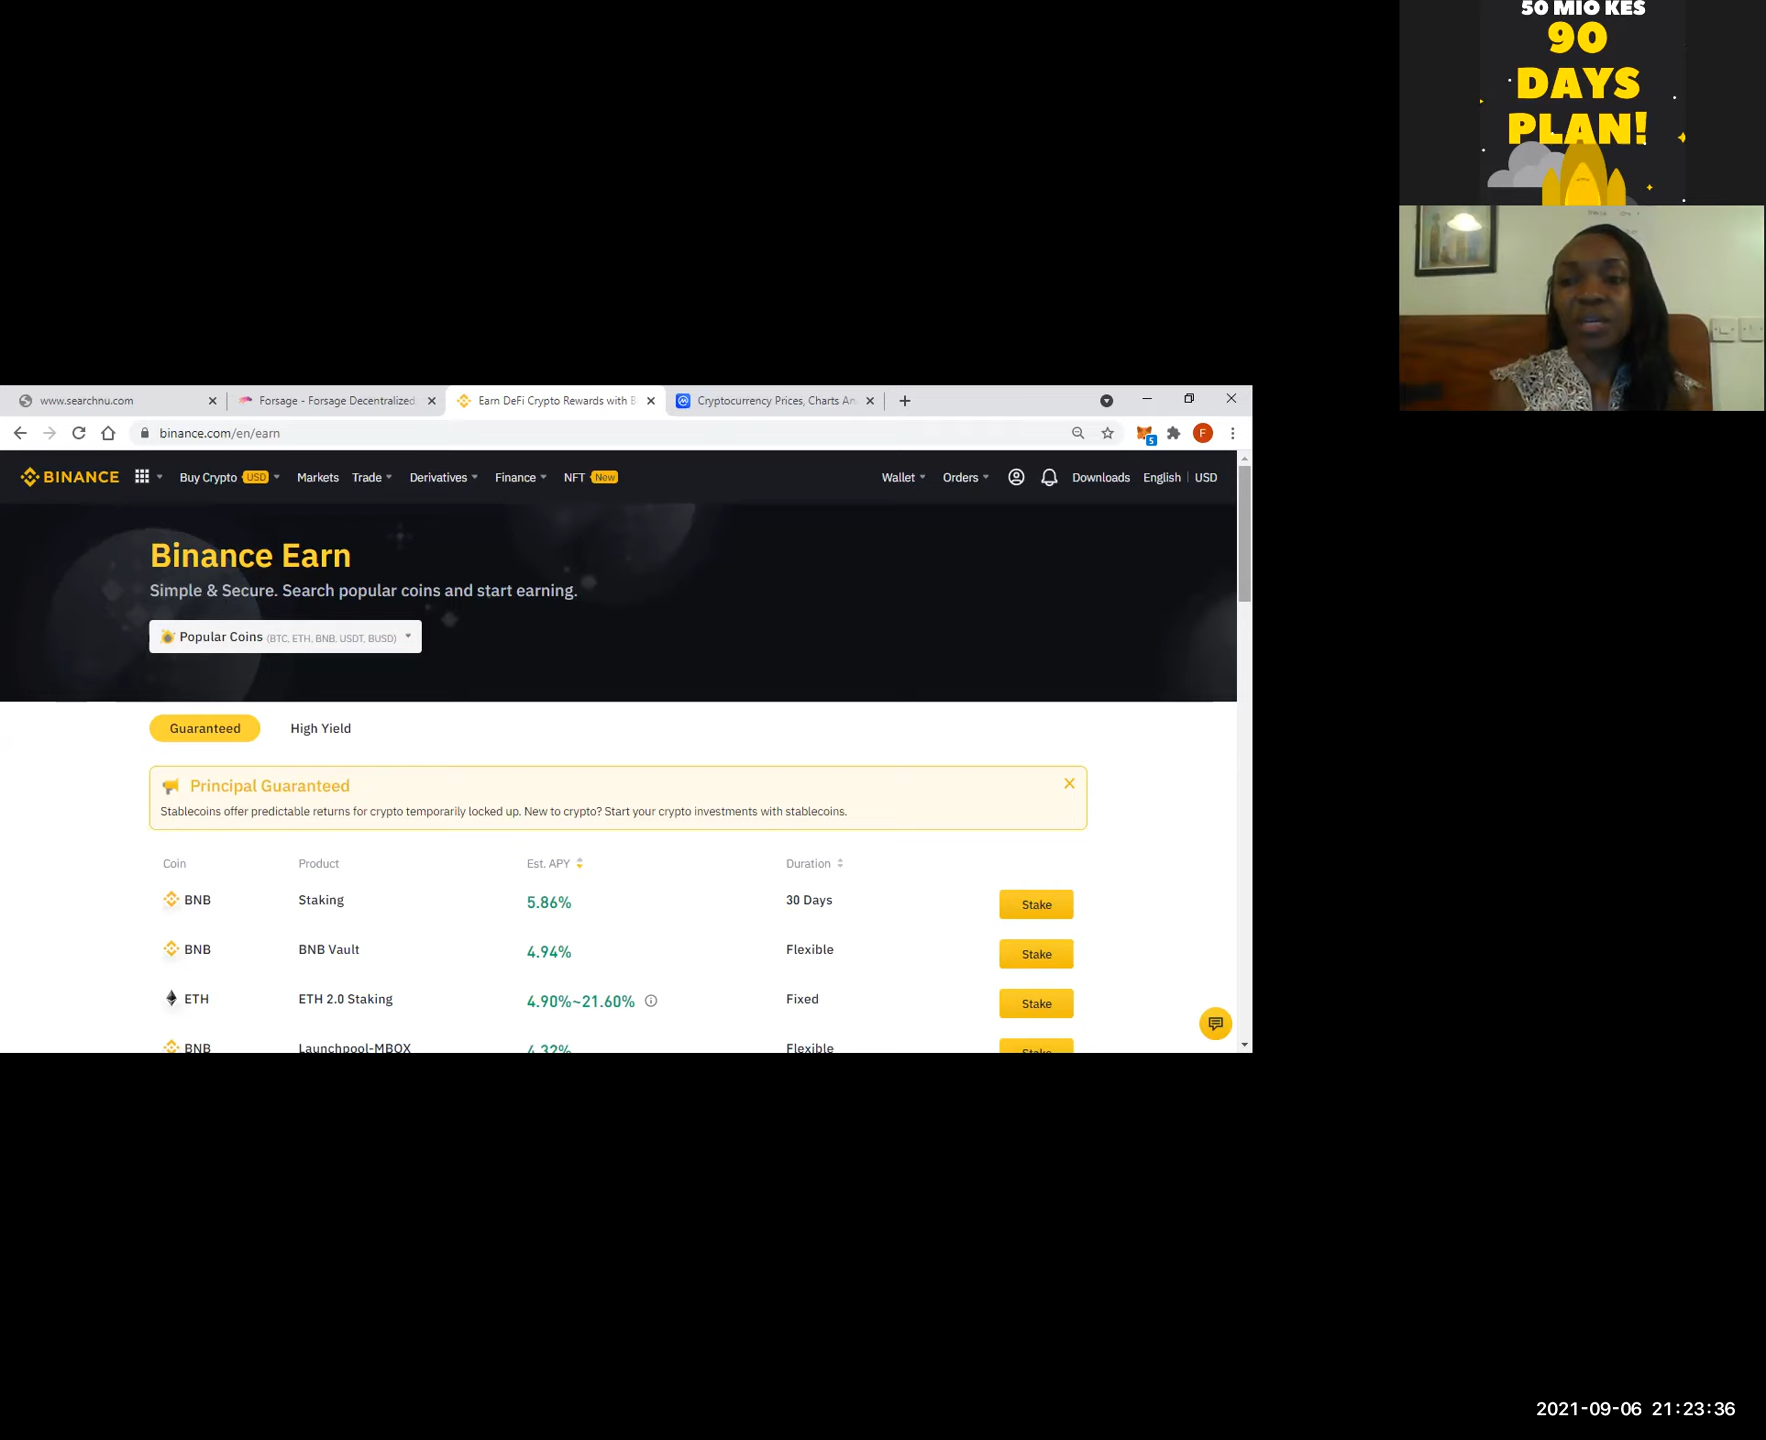 50 MIO KES
90
DAYS
PLAN!
www.searchnu.com
Forsage - Forsage Decentralized
Earn DeFi Crypto Rewards with B
Cryptocurrency Prices, Charts An
binance.com/en/earn
5
F
BINANCE
Buy Crypto USD
Markets
Trade
Derivatives
Finance
NFT New
Wallet
Orders
Downloads
English | USD
Binance Earn
Simple & Secure. Search popular coins and start earning.
Popular Coins (BTC, ETH, BNB, USDT, BUSD)
Guaranteed
High Yield
Principal Guaranteed
Stablecoins offer predictable returns for crypto temporarily locked up. New to crypto? Start your crypto investments with stablecoins.
Coin Product Est. APY Duration
BNB Staking 5.86% 30 Days Stake
BNB BNB Vault 4.94% Flexible Stake
ETH ETH 2.0 Staking 4.90%~21.60% Fixed Stake
BNB Launchpool-MBOX 4.32% Flexible Stake
2021-09-06 21:23:36